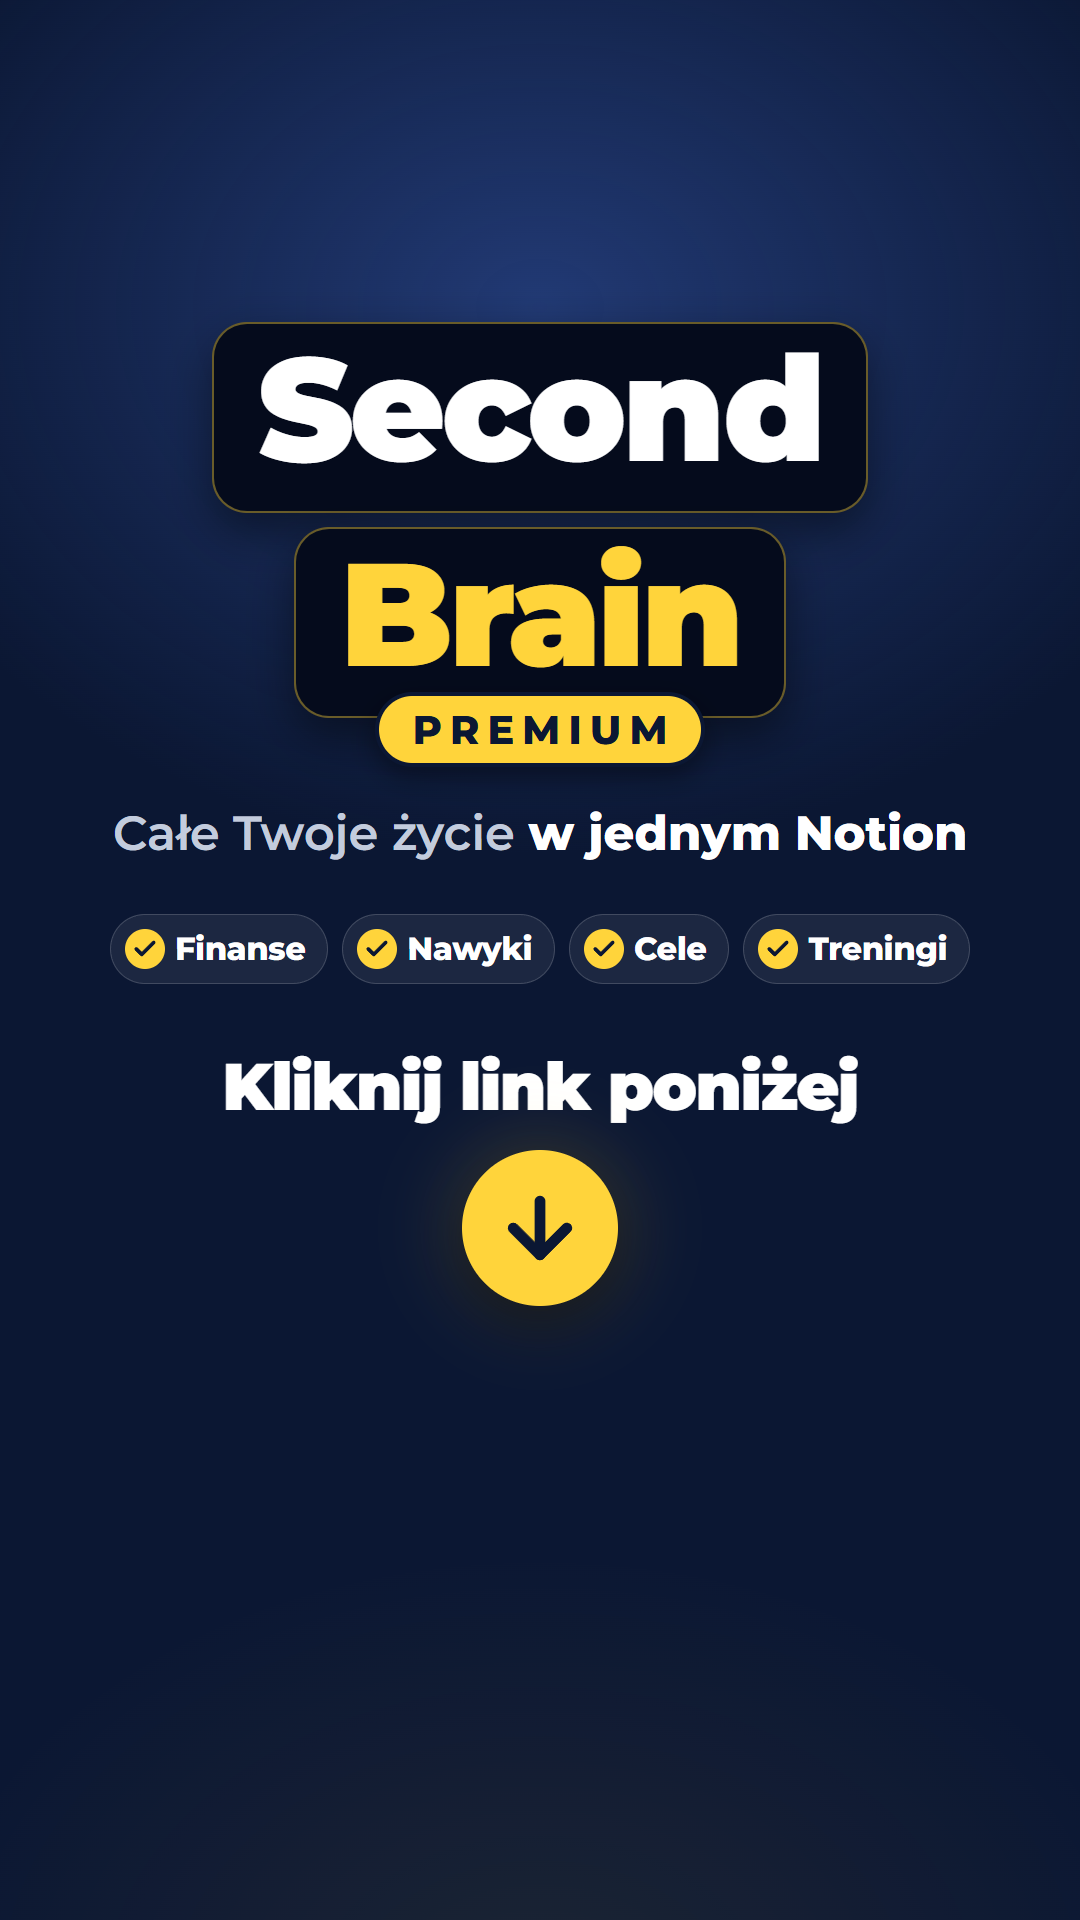 Second
Brain
PREMIUM
Całe Twoje życie w jednym Notion
Finanse Nawyki Cele Treningi
Kliknij link poniżej